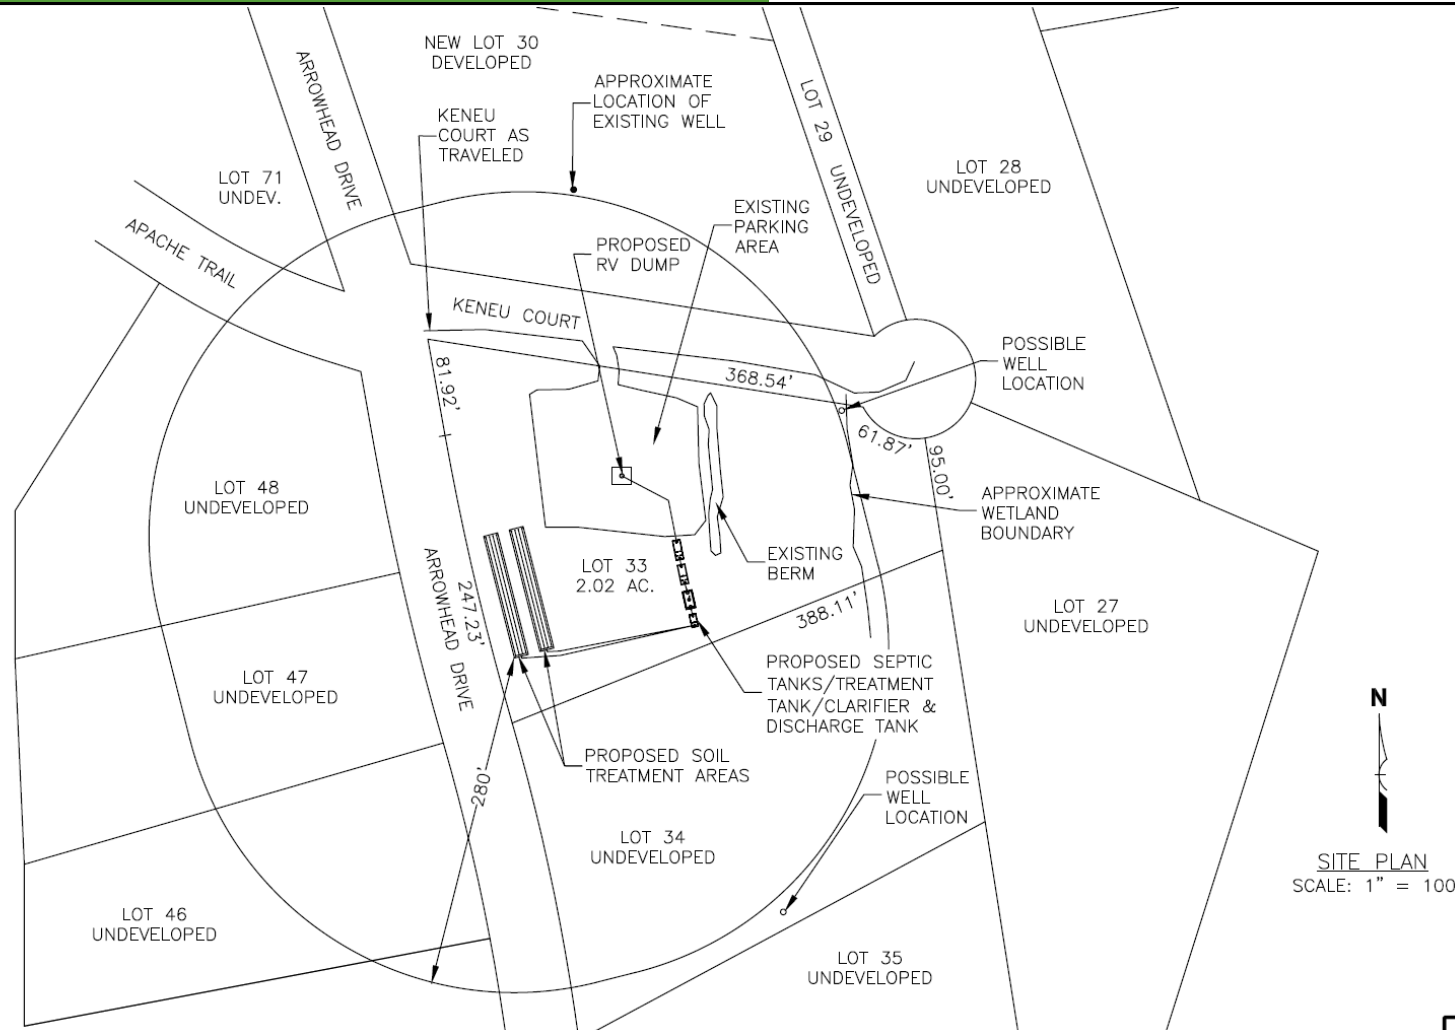 NEW LOT 30
DEVELOPED
APPROXIMATE
LOCATION OF
EXISTING WELL
KENEU
COURT AS
TRAVELED
ARROWHEAD DRIVE
LOT 71
UNDEV.
APACHE TRAIL
LOT 29 UNDEVELOPED
LOT 28
UNDEVELOPED
EXISTING
PARKING
AREA
PROPOSED
RV DUMP
KENEU COURT
POSSIBLE
WELL
LOCATION
81.92'
368.54'
61.87'
95.00'
LOT 48
UNDEVELOPED
APPROXIMATE
WETLAND
BOUNDARY
EXISTING
BERM
LOT 33
2.02 AC.
247.23'
ARROWHEAD DRIVE
388.11'
LOT 27
UNDEVELOPED
LOT 47
UNDEVELOPED
PROPOSED SEPTIC
TANKS/TREATMENT
TANK/CLARIFIER &
DISCHARGE TANK
PROPOSED SOIL
TREATMENT AREAS
280'
POSSIBLE
WELL
LOCATION
LOT 34
UNDEVELOPED
N
SITE PLAN
SCALE: 1" = 100
LOT 46
UNDEVELOPED
LOT 35
UNDEVELOPED